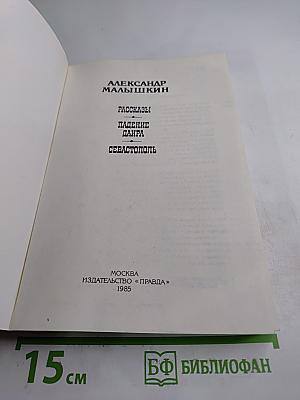 АЛЕКСАНДР
МАЛЫШКИН
РАССКАЗЫ
ПАДЕНИЕ
ДАИРА
СЕВАСТОПОЛЬ
МОСКВА
ИЗДАТЕЛЬСТВО «ПРАВДА»
1985
15 см
БФ БИБЛИОФАН